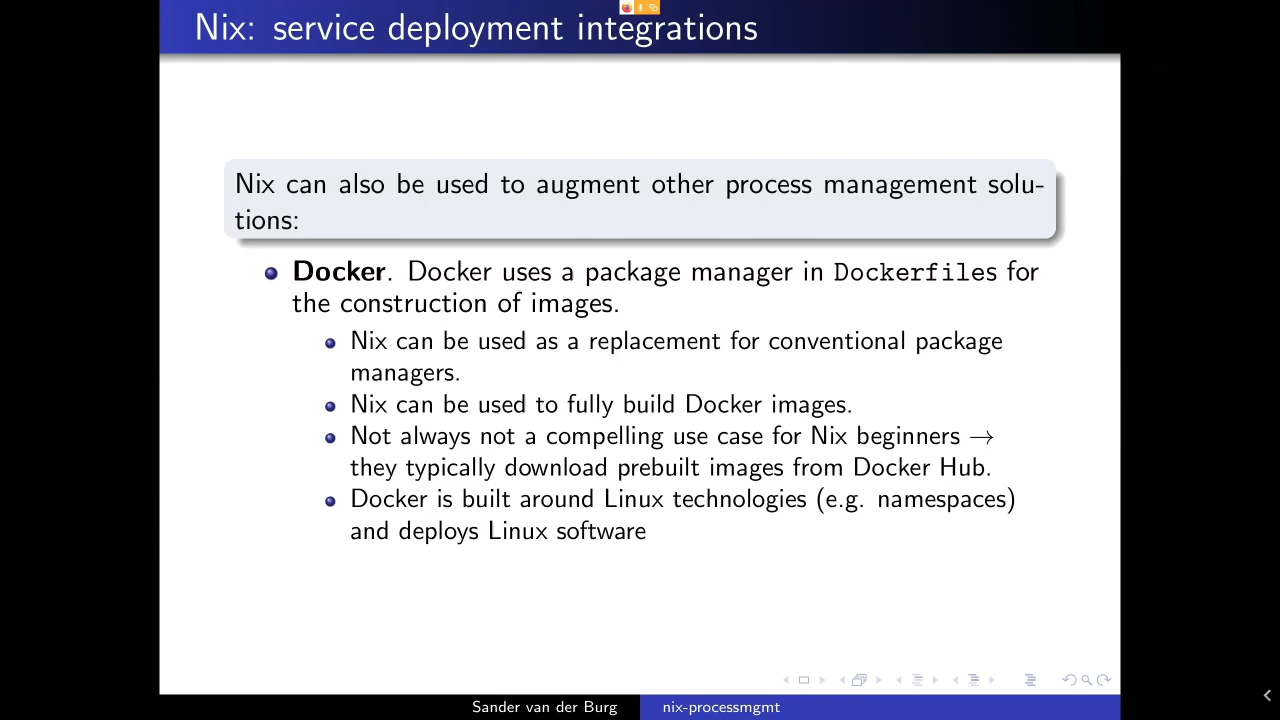 Nix: service deployment integrations
Nix can also be used to augment other process management solu-
tions:
Docker. Docker uses a package manager in Dockerfiles for
the construction of images.
Nix can be used as a replacement for conventional package
managers.
Nix can be used to fully build Docker images.
Not always not a compelling use case for Nix beginners →
they typically download prebuilt images from Docker Hub.
Docker is built around Linux technologies (e.g. namespaces)
and deploys Linux software
Sander van der Burg
nix-processmgmt